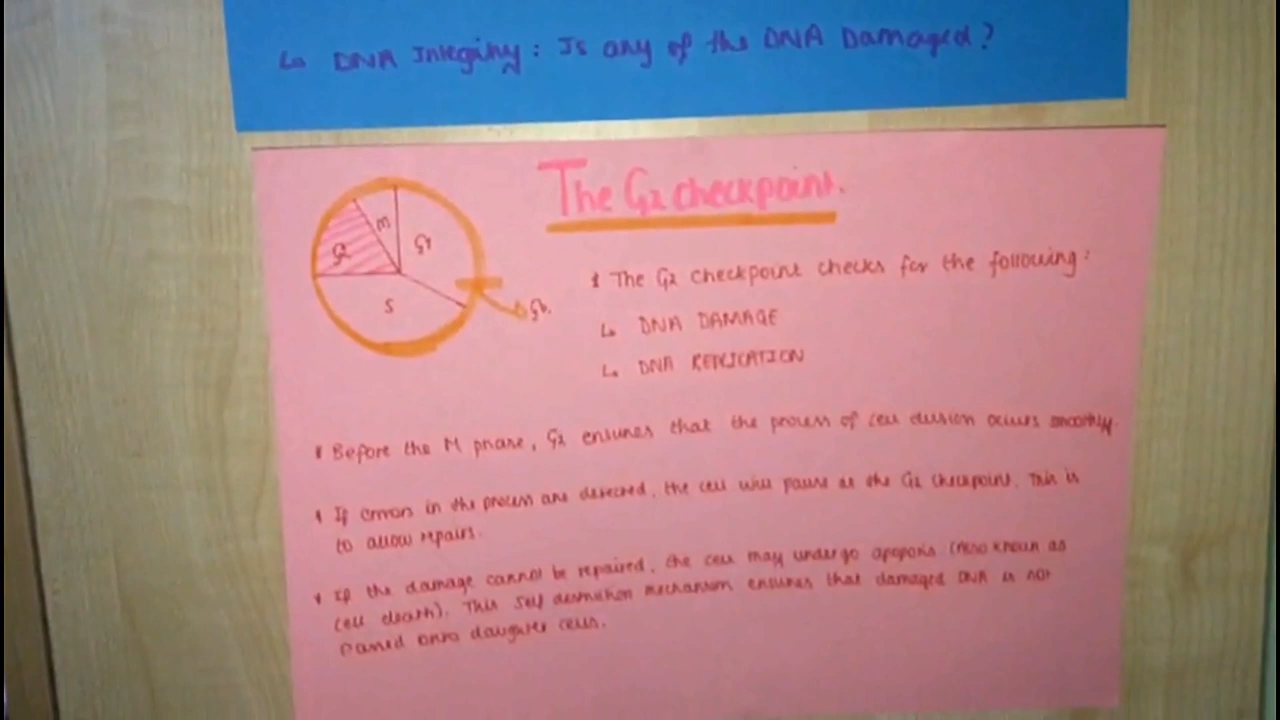 ↳ DNA Integrity: Is any of the DNA Damaged?
The G2 checkpoint.
G2
M
G1
S
G0.
* The G2 checkpoint checks for the following:
↳ DNA DAMAGE
↳ DNA REPLICATION
* Before the M phase, G2 ensures that the process of cell division occurs smoothly.
* If errors in the process are detected, the cell will pause at the G2 checkpoint. This is
to allow repairs.
* If the damage cannot be repaired, the cell may undergo apoptosis (Also known as
cell death). This self destruction mechanism ensures that damaged DNA is not
passed onto daughter cells.